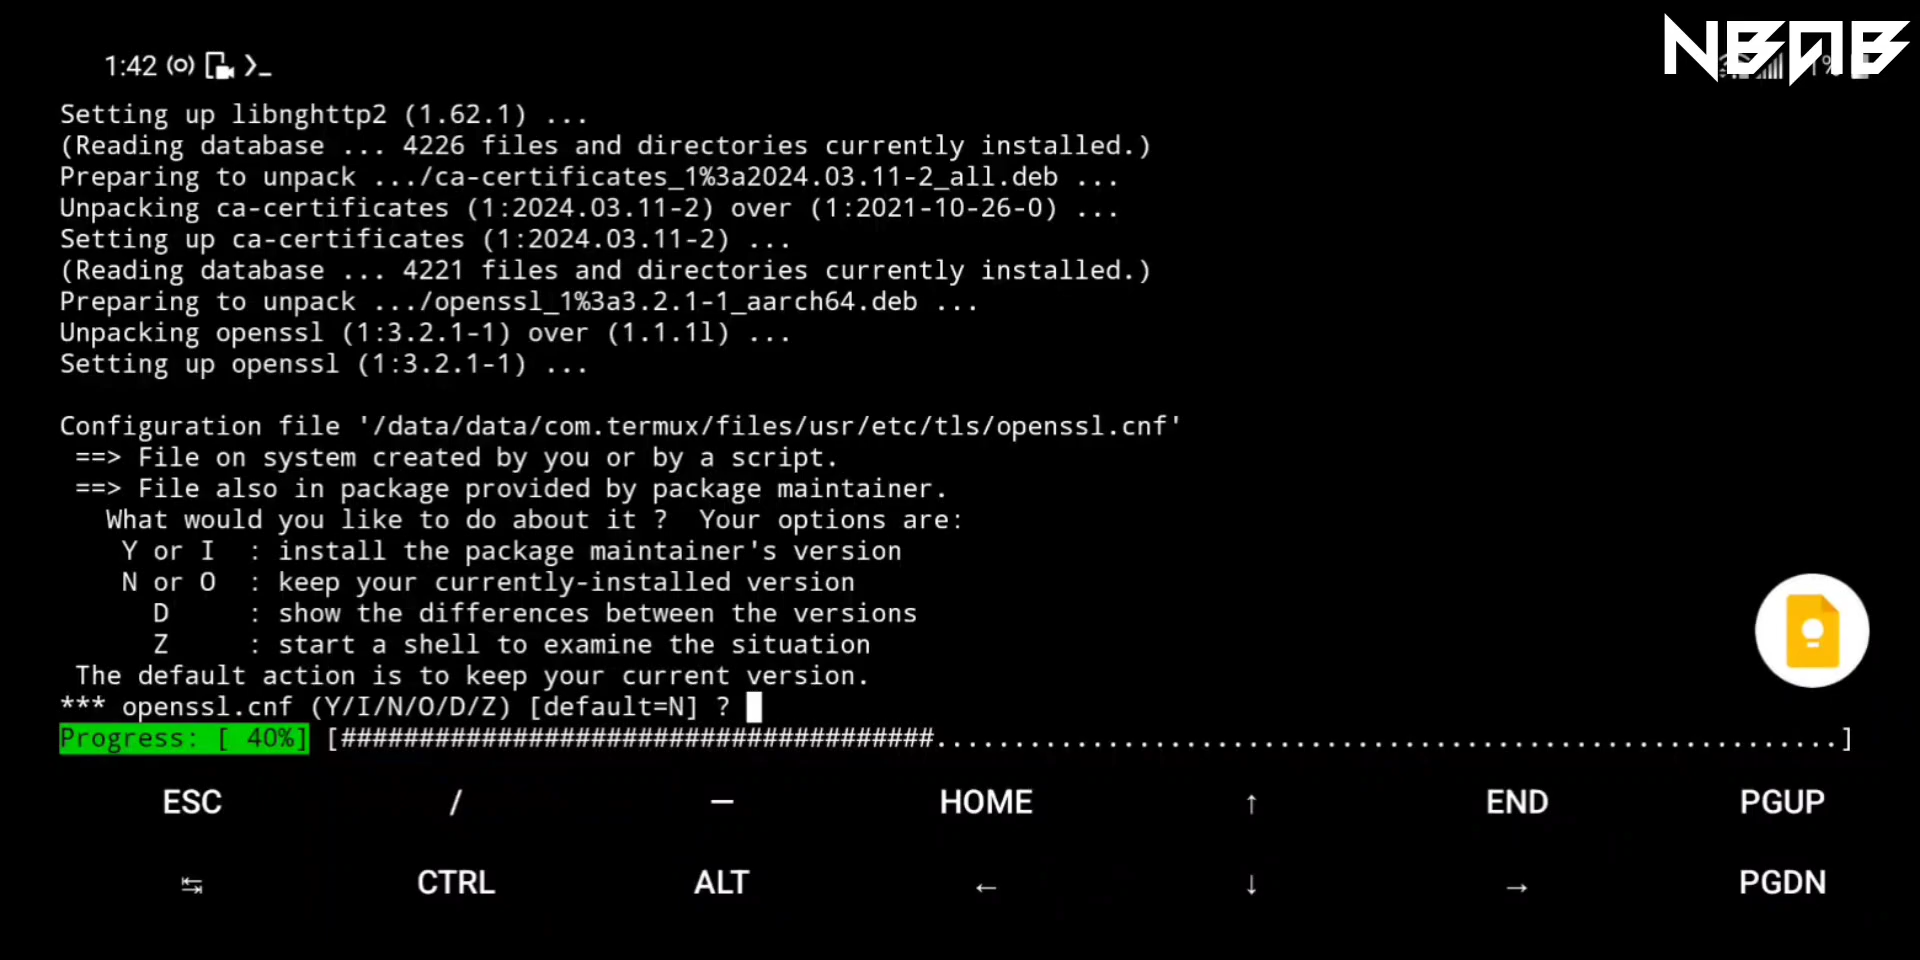 NBAB
1:42
Setting up libnghttp2 (1.62.1) ...
(Reading database ... 4226 files and directories currently installed.)
Preparing to unpack .../ca-certificates_1%3a2024.03.11-2_all.deb ...
Unpacking ca-certificates (1:2024.03.11-2) over (1:2021-10-26-0) ...
Setting up ca-certificates (1:2024.03.11-2) ...
(Reading database ... 4221 files and directories currently installed.)
Preparing to unpack .../openssl_1%3a3.2.1-1_aarch64.deb ...
Unpacking openssl (1:3.2.1-1) over (1.1.1l) ...
Setting up openssl (1:3.2.1-1) ...
Configuration file '/data/data/com.termux/files/usr/etc/tls/openssl.cnf'
==> File on system created by you or by a script.
==> File also in package provided by package maintainer.
What would you like to do about it ?  Your options are:
Y or I  : install the package maintainer's version
N or O  : keep your currently-installed version
D     : show the differences between the versions
Z     : start a shell to examine the situation
The default action is to keep your current version.
*** openssl.cnf (Y/I/N/O/D/Z) [default=N] ?
Progress: [ 40%] [######################################..........................................................]
ESC / — HOME ↑ END PGUP
↹ CTRL ALT ← ↓ → PGDN